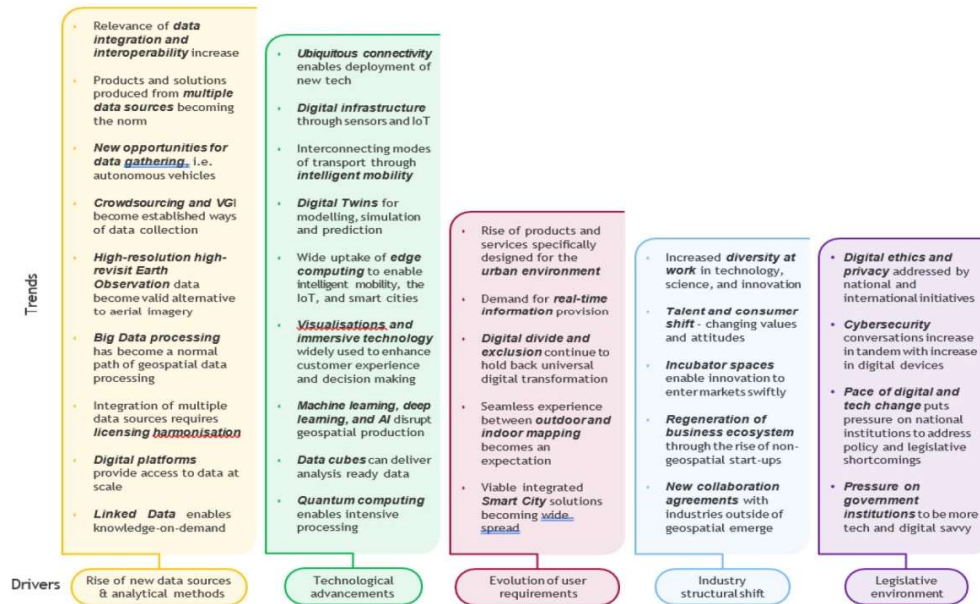 Trends
Relevance of data
integration and
interoperability increase
Products and solutions
produced from multiple
data sources becoming
the norm
New opportunities for
data gathering, i.e.
autonomous vehicles
Crowdsourcing and VGI
become established ways
of data collection
High-resolution high-
revisit Earth
Observation data
become valid alternative
to aerial imagery
Big Data processing
has become a normal
path of geospatial data
processing
Integration of multiple
data sources requires
licensing harmonisation
Digital platforms
provide access to data at
scale
Linked Data enables
knowledge-on-demand
Ubiquitous connectivity
enables deployment of
new tech
Digital infrastructure
through sensors and IoT
Interconnecting modes
of transport through
intelligent mobility
Digital Twins for
modelling, simulation
and prediction
Wide uptake of edge
computing to enable
intelligent mobility, the
IoT, and smart cities
Visualisations and
immersive technology
widely used to enhance
customer experience
and decision making
Machine learning, deep
learning, and AI disrupt
geospatial production
Data cubes can deliver
analysis ready data
Quantum computing
enables intensive
processing
Rise of products and
services specifically
designed for the
urban environment
Demand for real-time
information provision
Digital divide and
exclusion continue to
hold back universal
digital transformation
Seamless experience
between outdoor and
indoor mapping
becomes an
expectation
Viable integrated
Smart City solutions
becoming wide
spread
Increased diversity at
work in technology,
science, and innovation
Talent and consumer
shift - changing values
and attitudes
Incubator spaces
enable innovation to
enter markets swiftly
Regeneration of
business ecosystem
through the rise of non-
geospatial start-ups
New collaboration
agreements with
industries outside of
geospatial emerge
Digital ethics and
privacy addressed by
national and
international initiatives
Cybersecurity
conversations increase
in tandem with increase
in digital devices
Pace of digital and
tech change puts
pressure on national
institutions to address
policy and legislative
shortcomings
Pressure on
government
institutions to be more
tech and digital savvy
Drivers
Rise of new data sources
& analytical methods
Technological
advancements
Evolution of user
requirements
Industry
structural shift
Legislative
environment